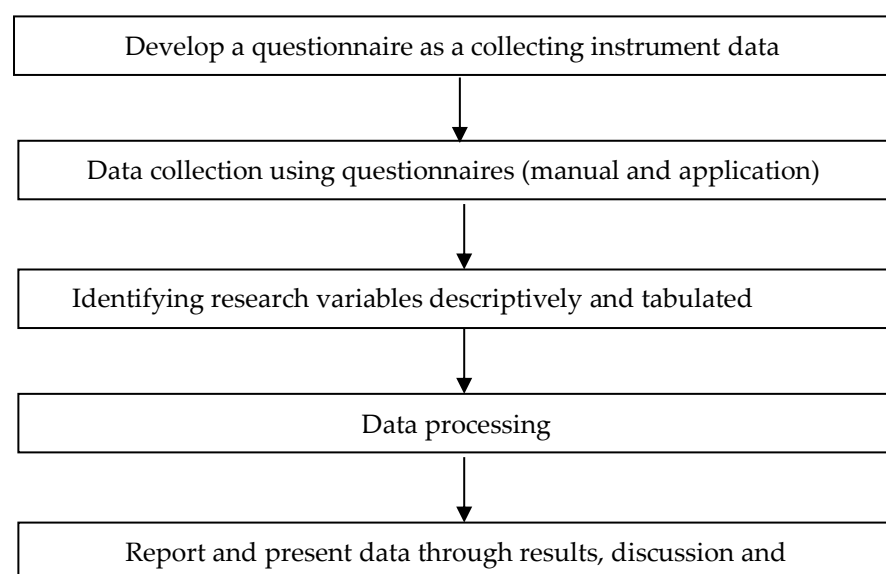 Develop a questionnaire as a collecting instrument data
Data collection using questionnaires (manual and application)
Identifying research variables descriptively and tabulated
Data processing
Report and present data through results, discussion and